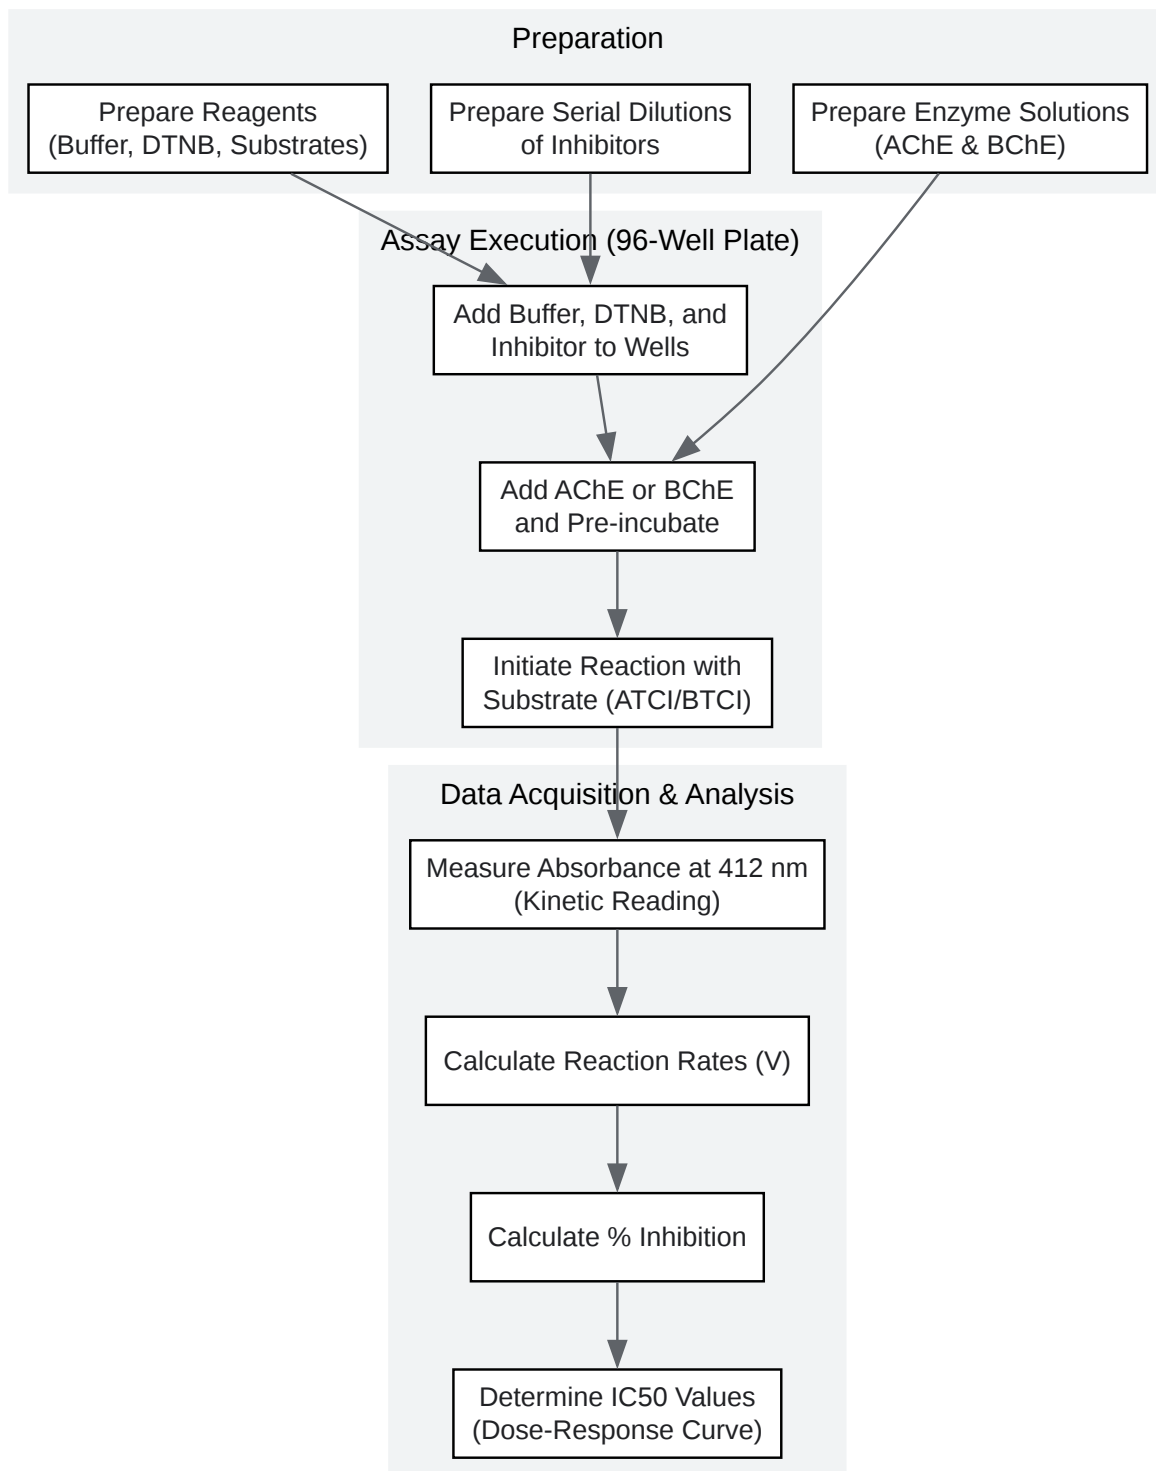 Preparation
Prepare Reagents
(Buffer, DTNB, Substrates)
Prepare Serial Dilutions
of Inhibitors
Prepare Enzyme Solutions
(AChE & BChE)
Assay Execution (96-Well Plate)
Add Buffer, DTNB, and
Inhibitor to Wells
Add AChE or BChE
and Pre-incubate
Initiate Reaction with
Substrate (ATCI/BTCI)
Data Acquisition & Analysis
Measure Absorbance at 412 nm
(Kinetic Reading)
Calculate Reaction Rates (V)
Calculate % Inhibition
Determine IC50 Values
(Dose-Response Curve)